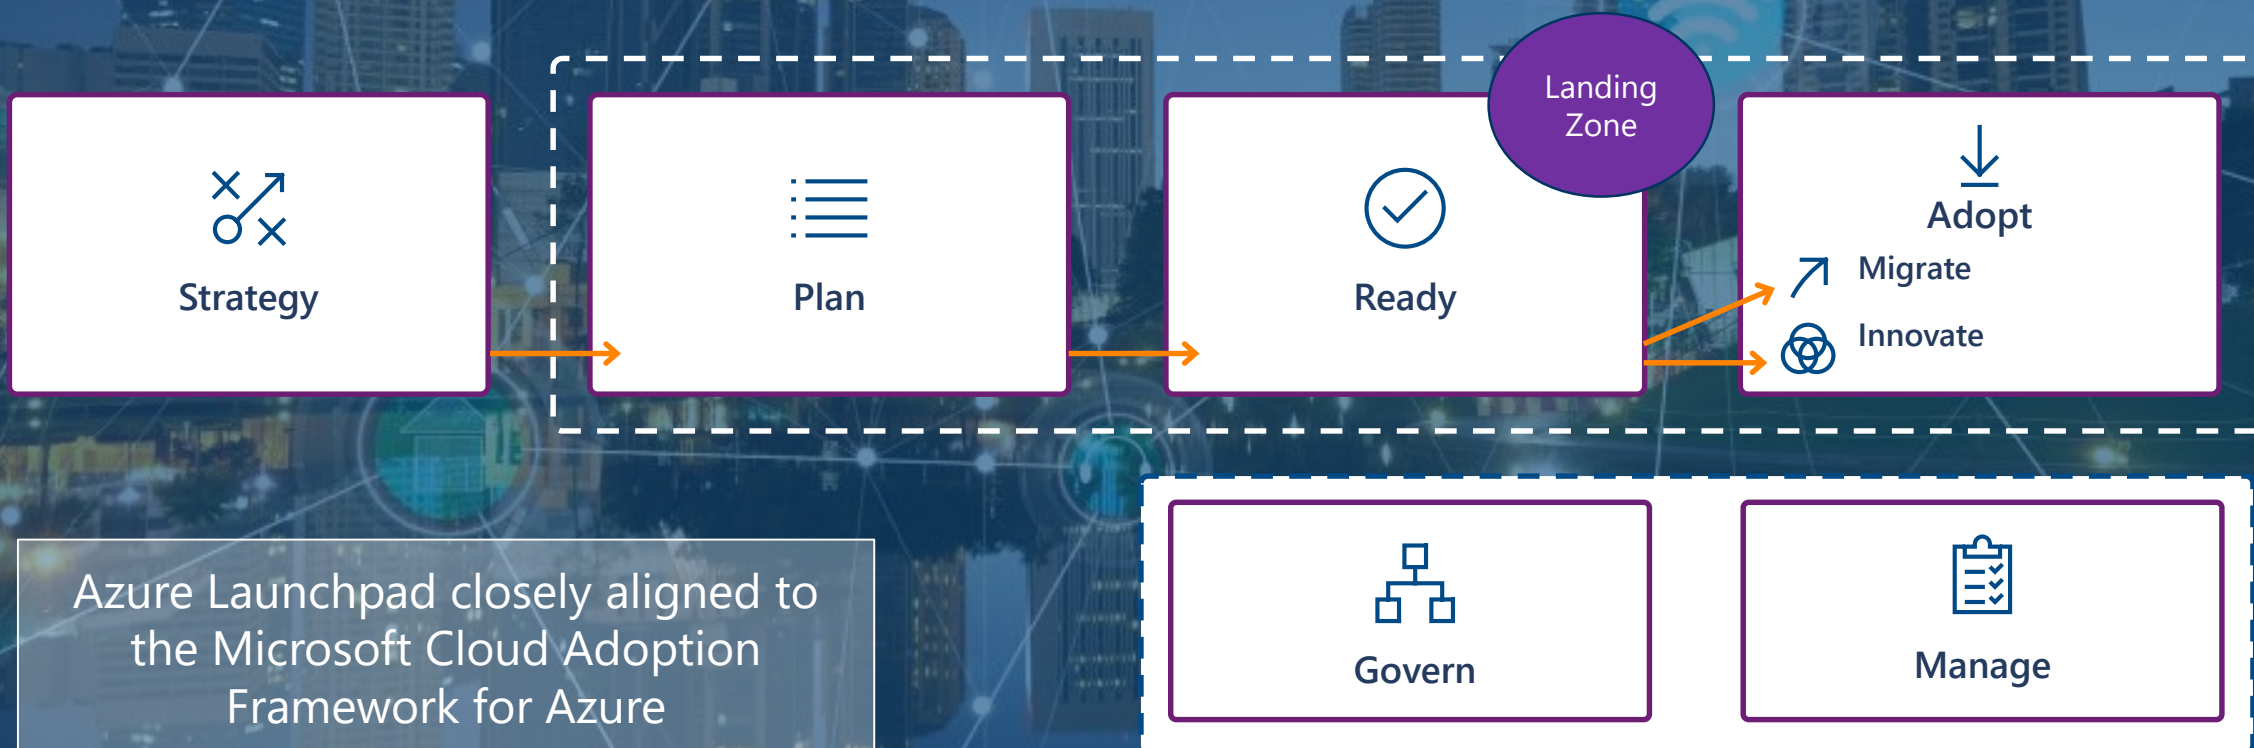 Landing
Zone
Strategy
Plan
Ready
Adopt
Migrate
Innovate
Azure Launchpad closely aligned to
the Microsoft Cloud Adoption
Framework for Azure
Govern
Manage